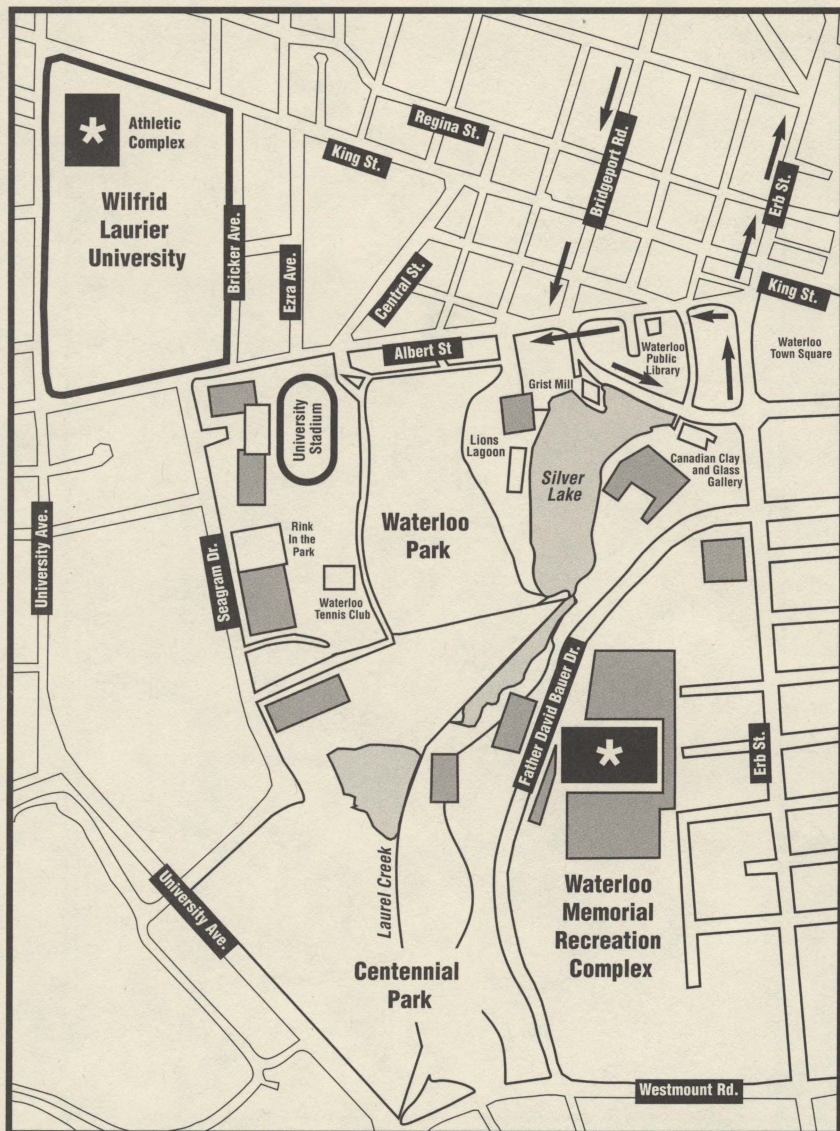 Athletic
Complex
Wilfrid
Laurier
University
Regina St.
King St.
Bridgeport Rd.
Erb St.
Bricker Ave.
Ezra Ave.
Central St.
King St.
Albert St
Waterloo
Public
Library
Waterloo
Town Square
Grist Mill
University
Stadium
Lions
Lagoon
Silver
Lake
Canadian Clay
and Glass
Gallery
University Ave.
Seagram Dr.
Rink
In the
Park
Waterloo
Park
Waterloo
Tennis Club
Father David Bauer Dr.
Erb St.
University Ave.
Laurel Creek
Waterloo
Memorial
Recreation
Complex
Centennial
Park
Westmount Rd.